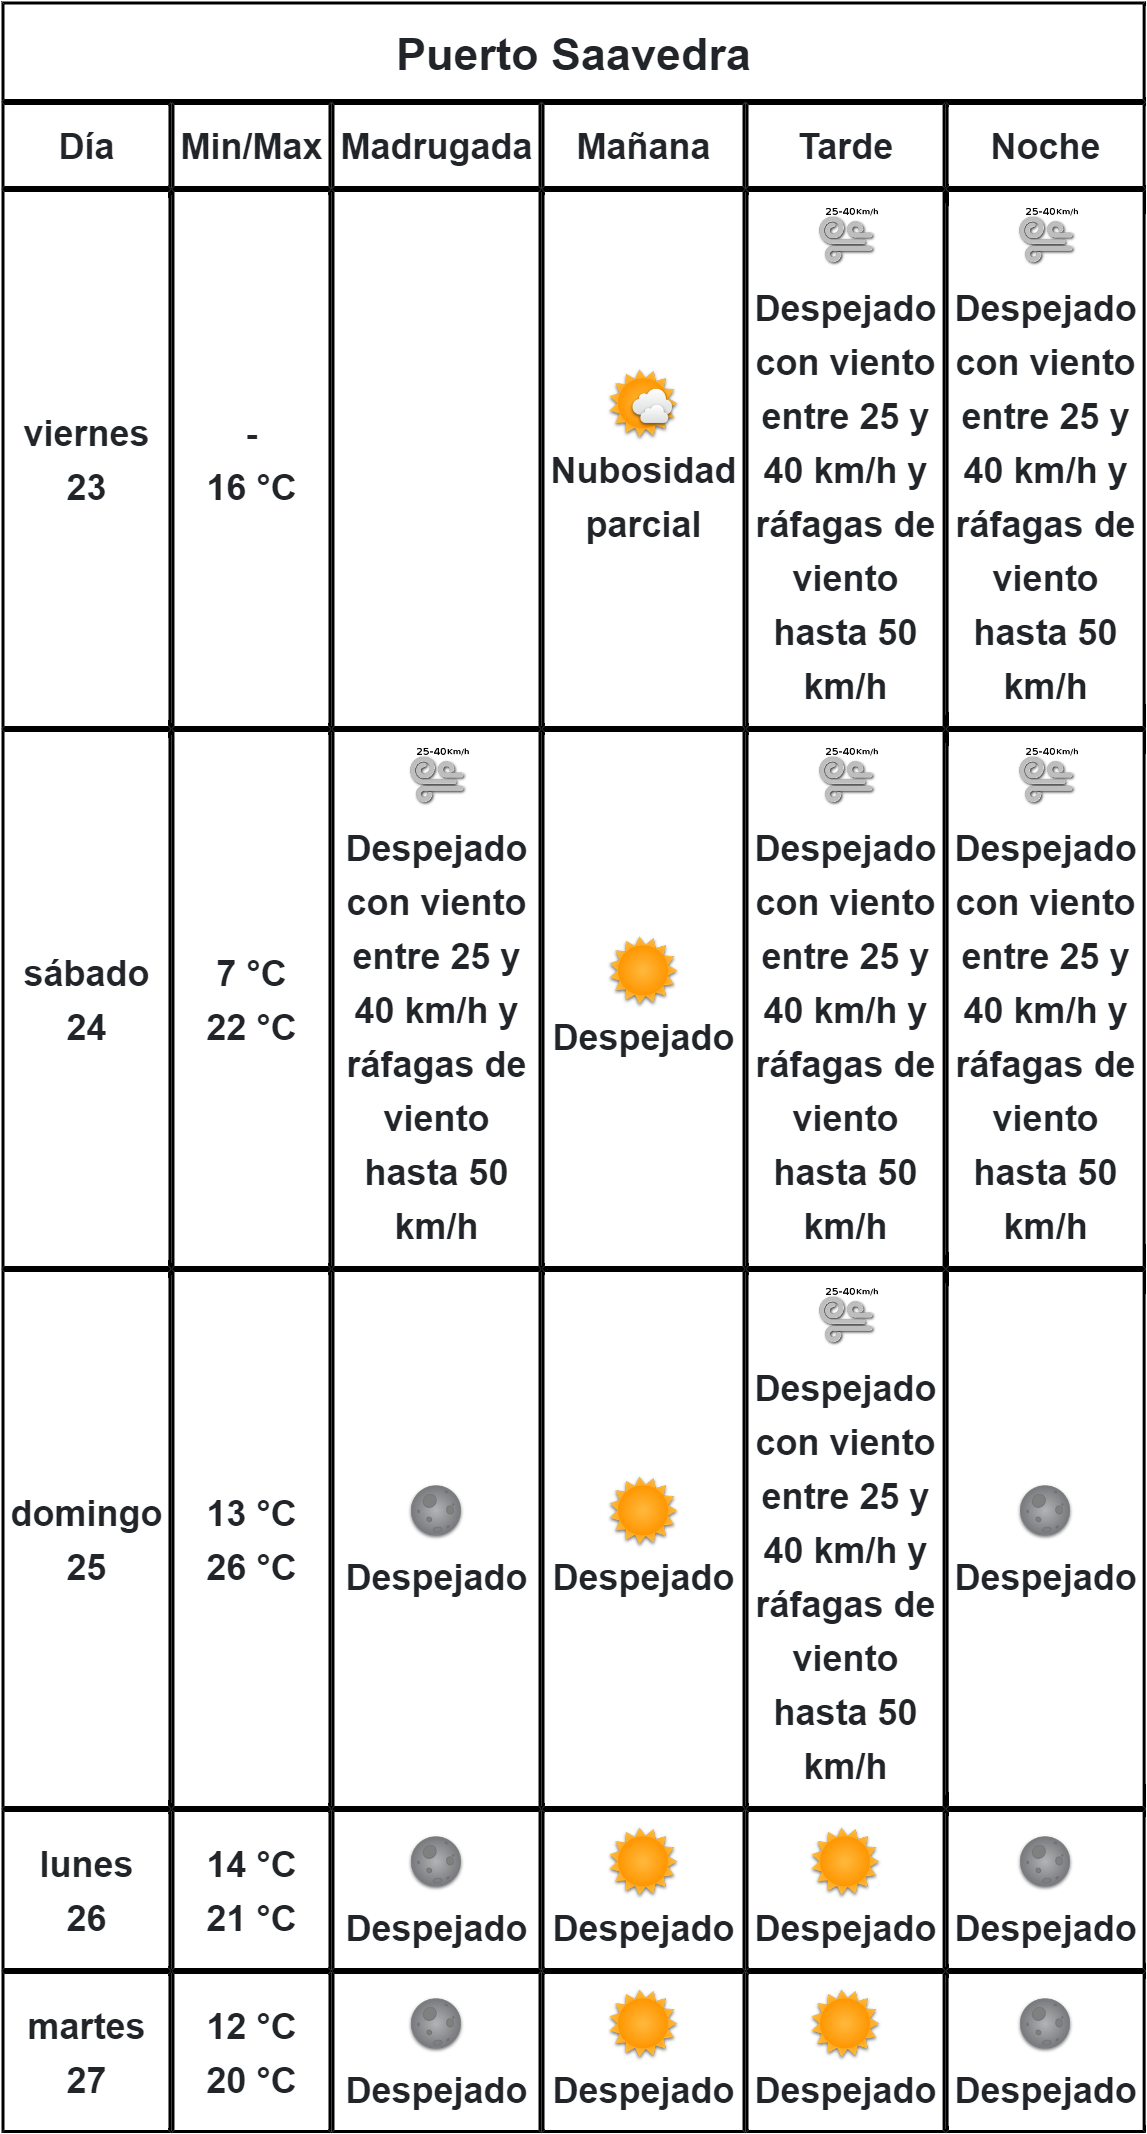 Puerto Saavedra
Día Min/Max Madrugada Mañana Tarde Noche
viernes
23
-
16 °C
Nubosidad
parcial
25-40Km/h
Despejado
con viento
entre 25 y
40 km/h y
ráfagas de
viento
hasta 50
km/h
25-40Km/h
Despejado
con viento
entre 25 y
40 km/h y
ráfagas de
viento
hasta 50
km/h
sábado
24
7 °C
22 °C
25-40Km/h
Despejado
con viento
entre 25 y
40 km/h y
ráfagas de
viento
hasta 50
km/h
Despejado
25-40Km/h
Despejado
con viento
entre 25 y
40 km/h y
ráfagas de
viento
hasta 50
km/h
25-40Km/h
Despejado
con viento
entre 25 y
40 km/h y
ráfagas de
viento
hasta 50
km/h
domingo
25
13 °C
26 °C
Despejado
Despejado
25-40Km/h
Despejado
con viento
entre 25 y
40 km/h y
ráfagas de
viento
hasta 50
km/h
Despejado
lunes
26
14 °C
21 °C
Despejado
Despejado
Despejado
Despejado
martes
27
12 °C
20 °C
Despejado
Despejado
Despejado
Despejado